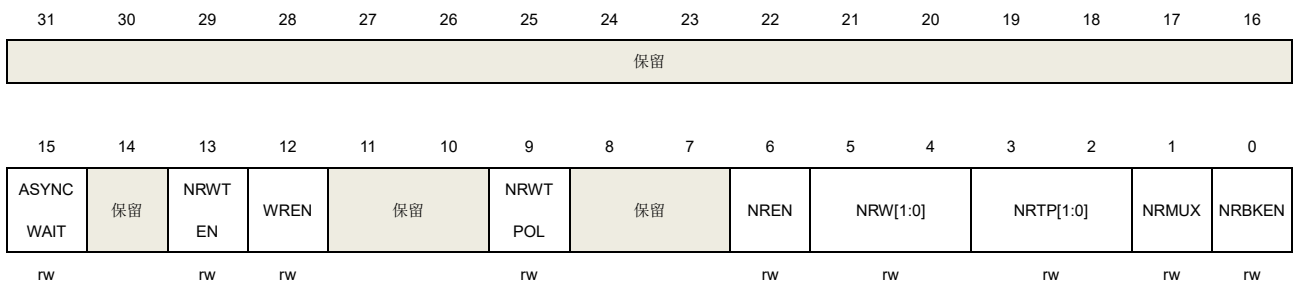 31 30 29 28 27 26 25 24 23 22 21 20 19 18 17 16
保留
15 14 13 12 11 10 9 8 7 6 5 4 3 2 1 0
ASYNC NRWT NRWT
保留 WREN 保留 保留 NREN NRW[1:0] NRTP[1:0] NRMUX NRBKEN
WAIT EN POL
rw rw rw rw rw rw rw rw rw